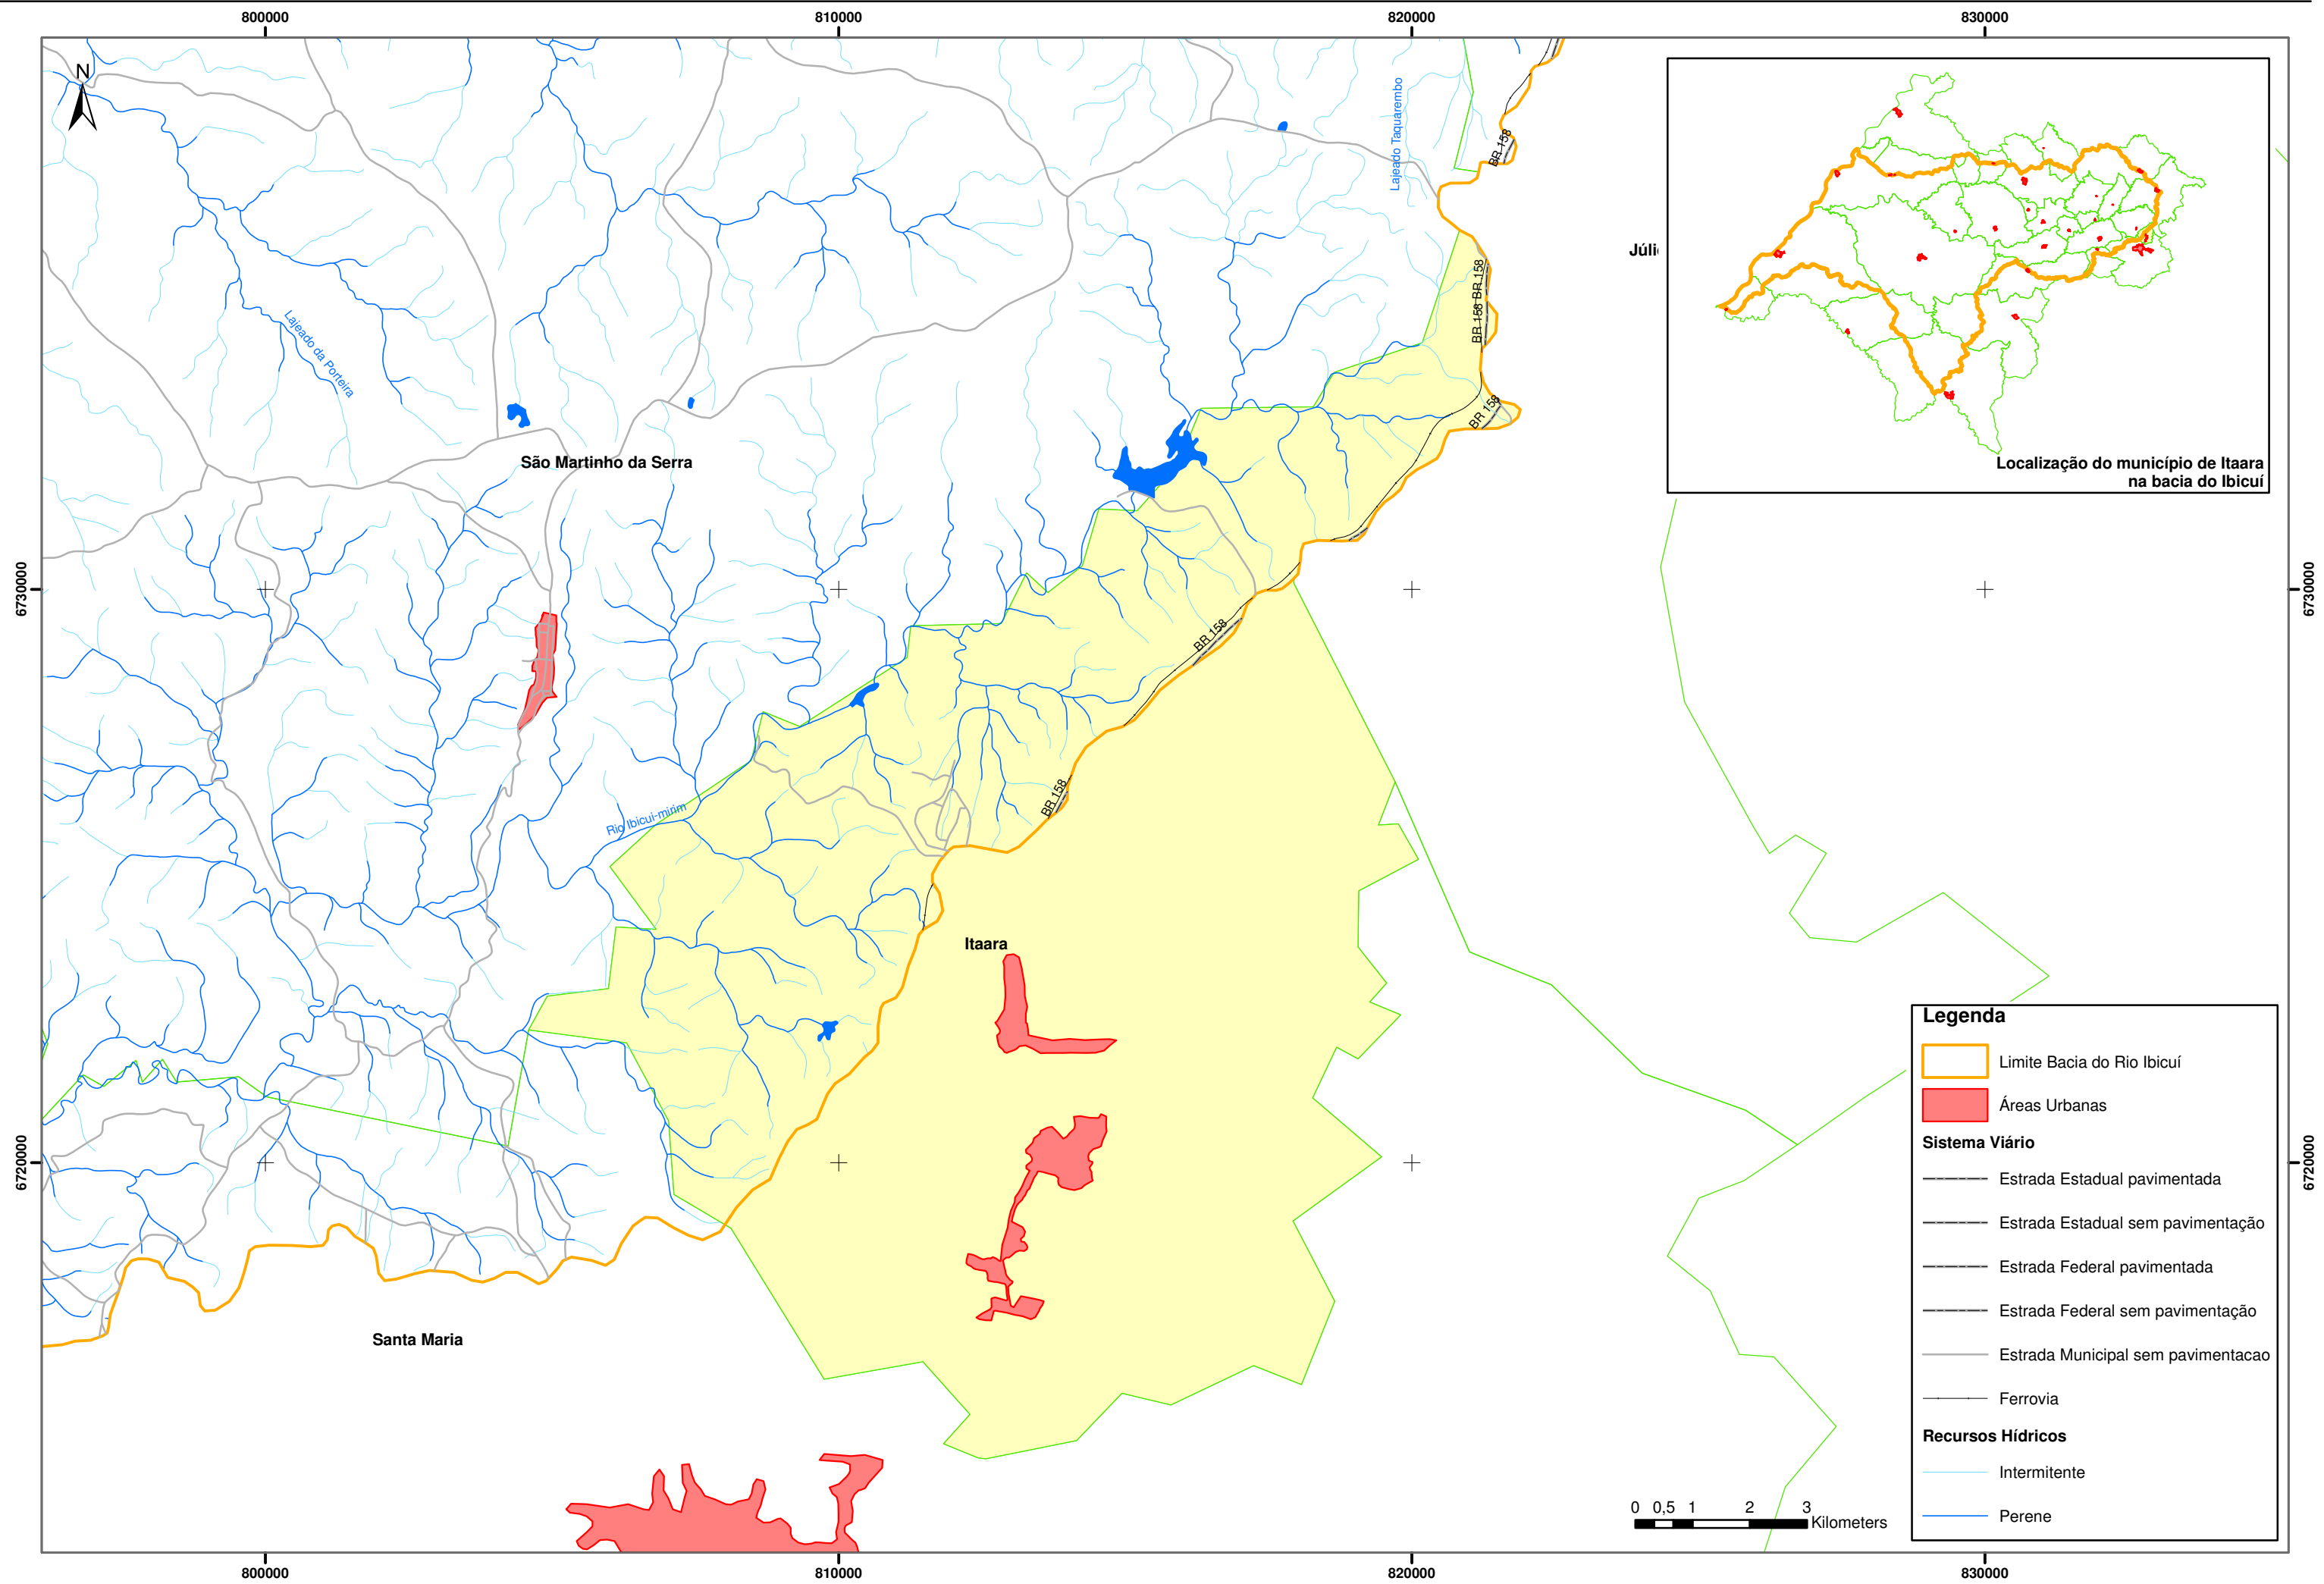 800000
810000
820000
830000
N
Lajeado Taquarembo
BR 158
Júli
BR 158
BR 158
Lajeado da Porteira
BR 158
São Martinho da Serra
Localização do município de Itaara
na bacia do Ibicuí
6730000
6730000
BR 158
BR 158
Rio Ibicui-mirim
Itaara
6720000
6720000
Santa Maria
Legenda
Limite Bacia do Rio Ibicuí
Áreas Urbanas
Sistema Viário
Estrada Estadual pavimentada
Estrada Estadual sem pavimentação
Estrada Federal pavimentada
Estrada Federal sem pavimentação
Estrada Municipal sem pavimentacao
Ferrovia
Recursos Hídricos
Intermitente
Perene
0 0,5 1 2 3
Kilometers
800000
810000
820000
830000